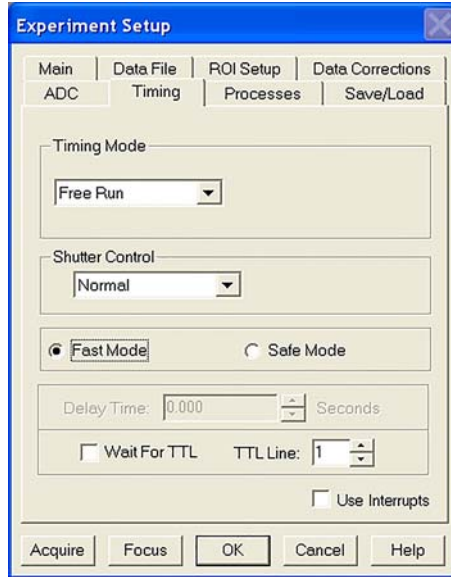 Experiment Setup
Main Data File ROI Setup Data Corrections
ADC Timing Processes Save/Load
Timing Mode
Free Run
Shutter Control
Normal
Fast Mode Safe Mode
Delay Time: 0.000 Seconds
Wait For TTL TTL Line: 1
Use Interrupts
Acquire Focus OK Cancel Help